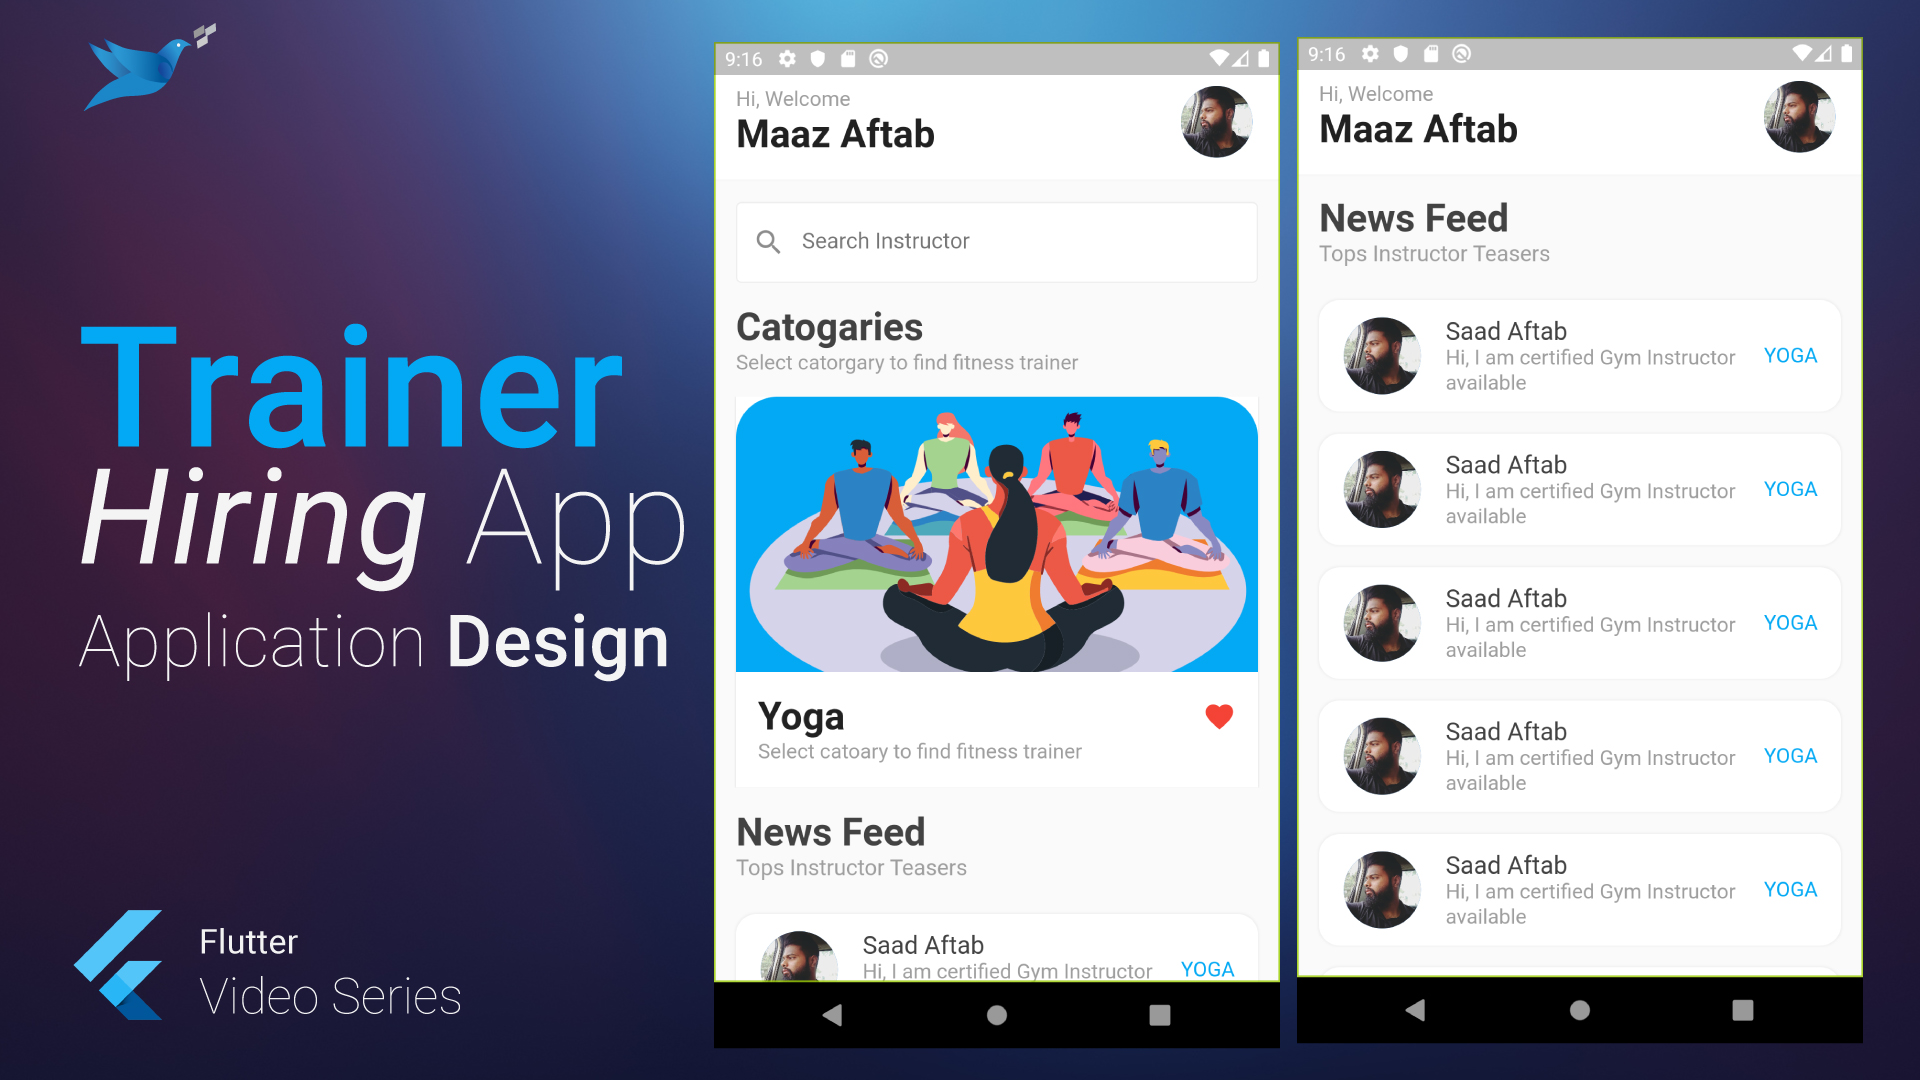 Trainer
Hiring App
Application Design
Flutter
Video Series
9:16
Hi, Welcome
Maaz Aftab
Search Instructor
Catogaries
Select catorgary to find fitness trainer
Yoga
Select catoary to find fitness trainer
News Feed
Tops Instructor Teasers
Saad Aftab
Hi, I am certified Gym Instructor
YOGA
9:16
Hi, Welcome
Maaz Aftab
News Feed
Tops Instructor Teasers
Saad Aftab
Hi, I am certified Gym Instructor
available
YOGA
Saad Aftab
Hi, I am certified Gym Instructor
available
YOGA
Saad Aftab
Hi, I am certified Gym Instructor
available
YOGA
Saad Aftab
Hi, I am certified Gym Instructor
available
YOGA
Saad Aftab
Hi, I am certified Gym Instructor
available
YOGA